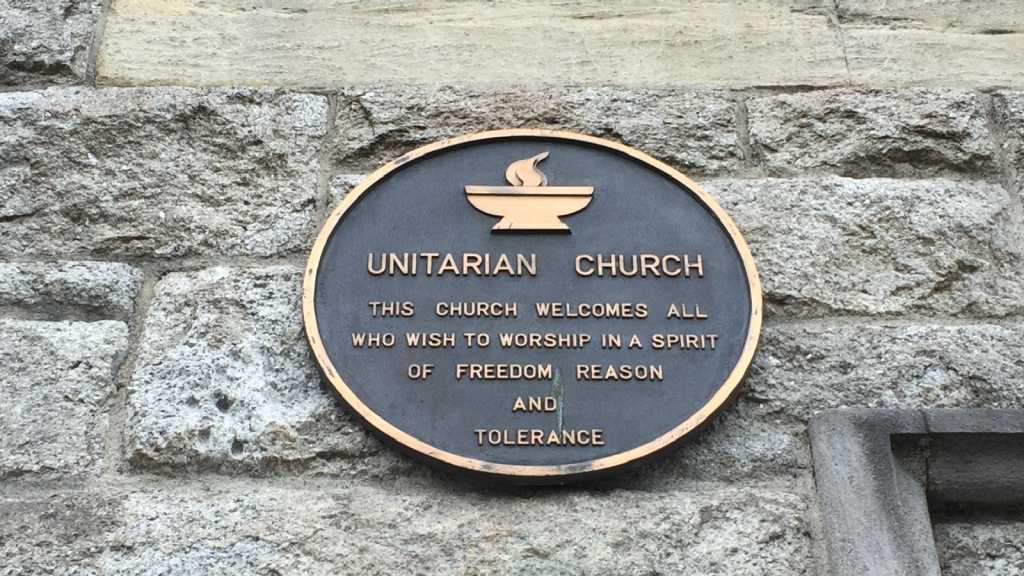 UNITARIAN CHURCH
THIS CHURCH WELCOMES ALL
WHO WISH TO WORSHIP IN A SPIRIT
OF FREEDOM REASON
AND
TOLERANCE